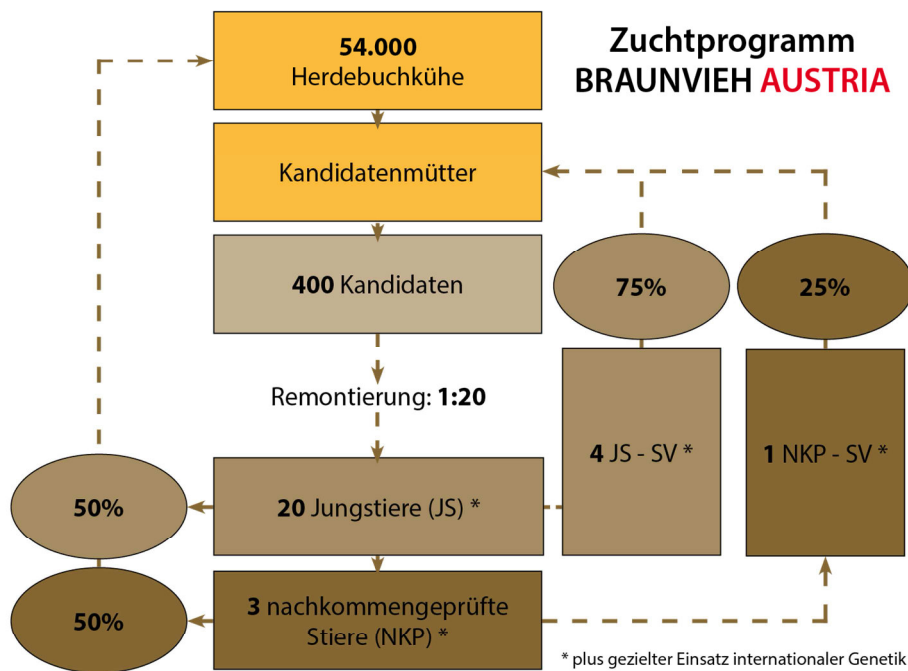 Zuchtprogramm
BRAUNVIEH AUSTRIA
54.000
Herdebuchkühe
Kandidatenmütter
400 Kandidaten
75%
25%
Remontierung: 1:20
4 JS - SV *
1 NKP - SV *
50%
20 Jungstiere (JS) *
50%
3 nachkommengeprüfte
Stiere (NKP) *
* plus gezielter Einsatz internationaler Genetik